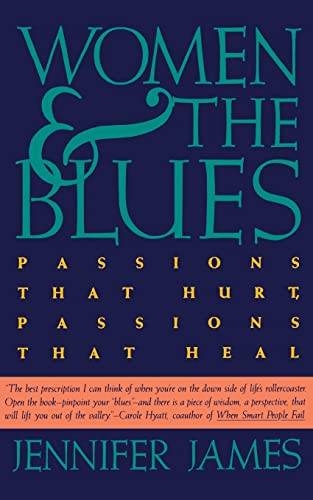 WOMEN
& THE
BLUES
PASSIONS
THAT HURT,
PASSIONS
THAT HEAL
"The best prescription I can think of when you're on the down side of life's rollercoaster.
Open the book–pinpoint your "blues"–and there is a piece of wisdom, a perspective, that
will lift you out of the valley"–Carole Hyatt, coautor of When Smart People Fail
JENNIFER JAMES